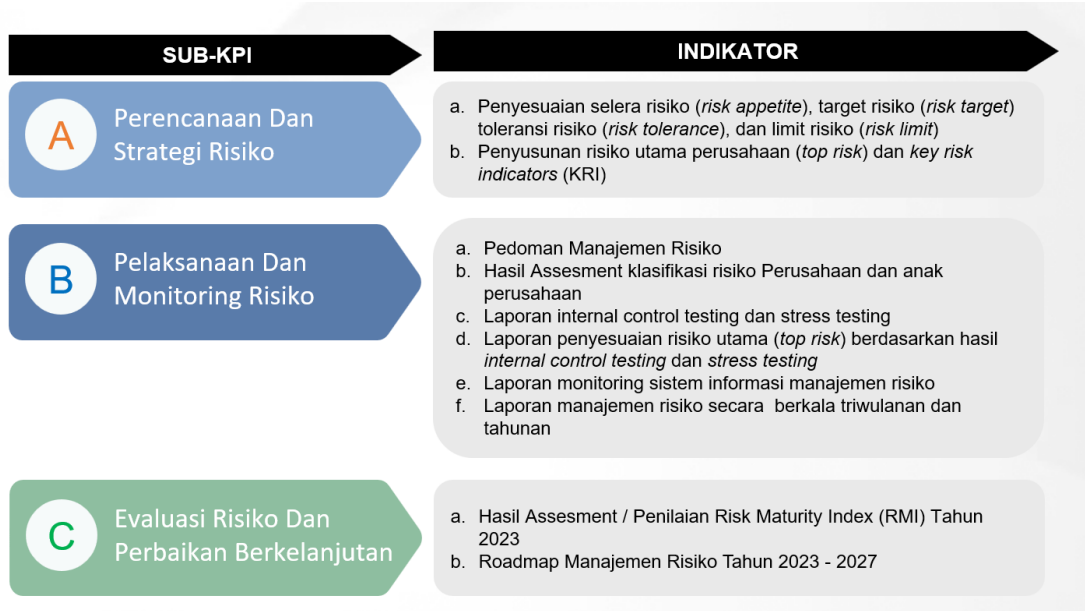 SUB-KPI
INDIKATOR
A
Perencanaan Dan
Strategi Risiko
a. Penyesuaian selera risiko (risk appetite), target risiko (risk target)
toleransi risiko (risk tolerance), dan limit risiko (risk limit)
b. Penyusunan risiko utama perusahaan (top risk) dan key risk
indicators (KRI)
B
Pelaksanaan Dan
Monitoring Risiko
a. Pedoman Manajemen Risiko
b. Hasil Assesment klasifikasi risiko Perusahaan dan anak
perusahaan
c. Laporan internal control testing dan stress testing
d. Laporan penyesuaian risiko utama (top risk) berdasarkan hasil
internal control testing dan stress testing
e. Laporan monitoring sistem informasi manajemen risiko
f. Laporan manajemen risiko secara berkala triwulanan dan
tahunan
C
Evaluasi Risiko Dan
Perbaikan Berkelanjutan
a. Hasil Assesment / Penilaian Risk Maturity Index (RMI) Tahun
2023
b. Roadmap Manajemen Risiko Tahun 2023 - 2027